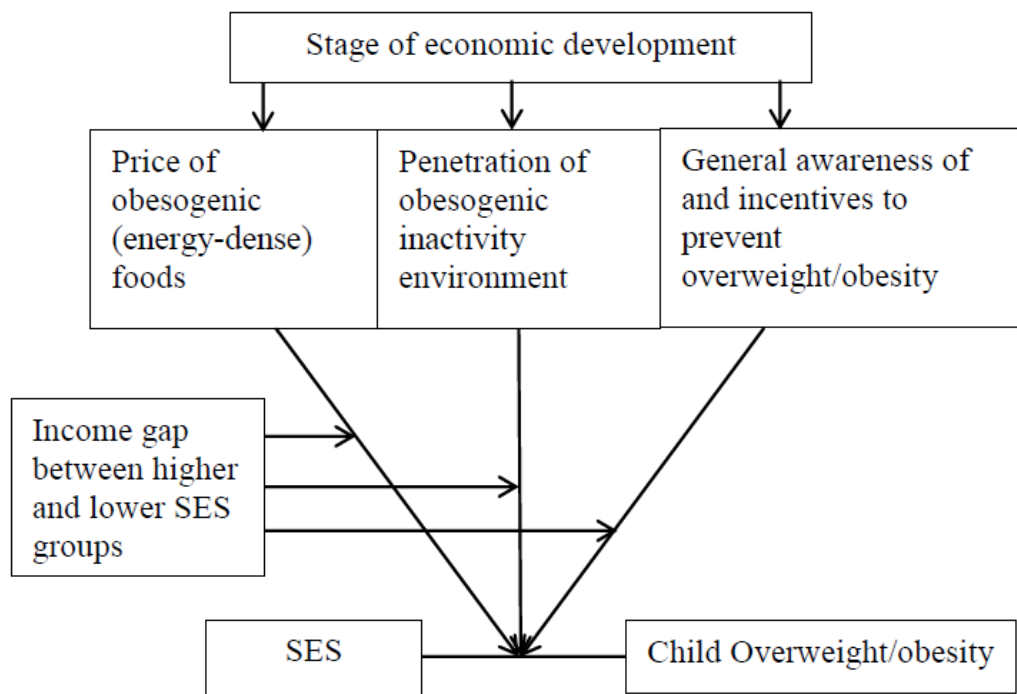 Stage of economic development
Price of
obesogenic
(energy-dense)
foods
Penetration of
obesogenic
inactivity
environment
General awareness of
and incentives to
prevent
overweight/obesity
Income gap
between higher
and lower SES
groups
SES
Child Overweight/obesity